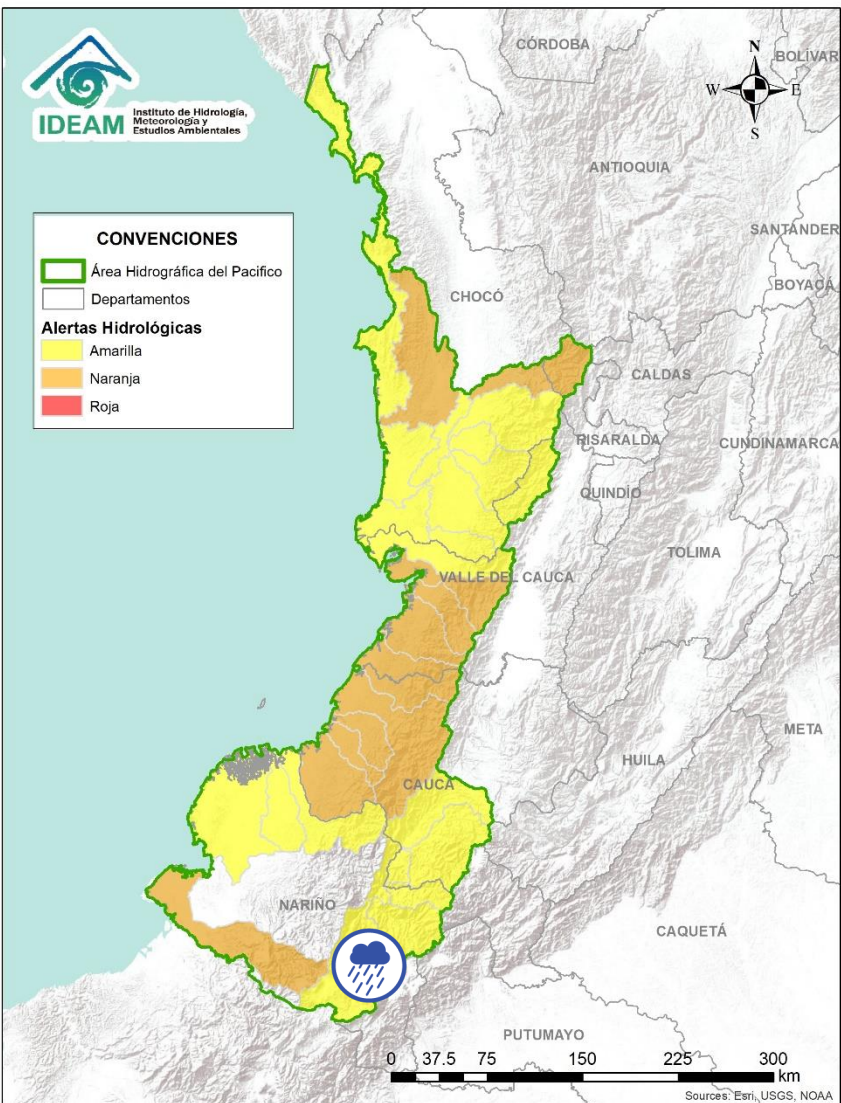 IDEAM
Instituto de Hidrología,
Meteorología y
Estudios Ambientales
N
W
E
S
CÓRDOBA
BOLÍVAR
ANTIOQUIA
SANTANDER
BOYACÁ
CHOCÓ
CALDAS
RISARALDA
CUNDINAMARCA
QUINDÍO
TOLIMA
VALLE DEL CAUCA
META
HUILA
CAUCA
NARIÑO
CAQUETÁ
PUTUMAYO
CONVENCIONES
Área Hidrográfica del Pacifico
Departamentos
Alertas Hidrológicas
Amarilla
Naranja
Roja
0 37.5 75 150 225 300
km
Sources: Esri, USGS, NOAA